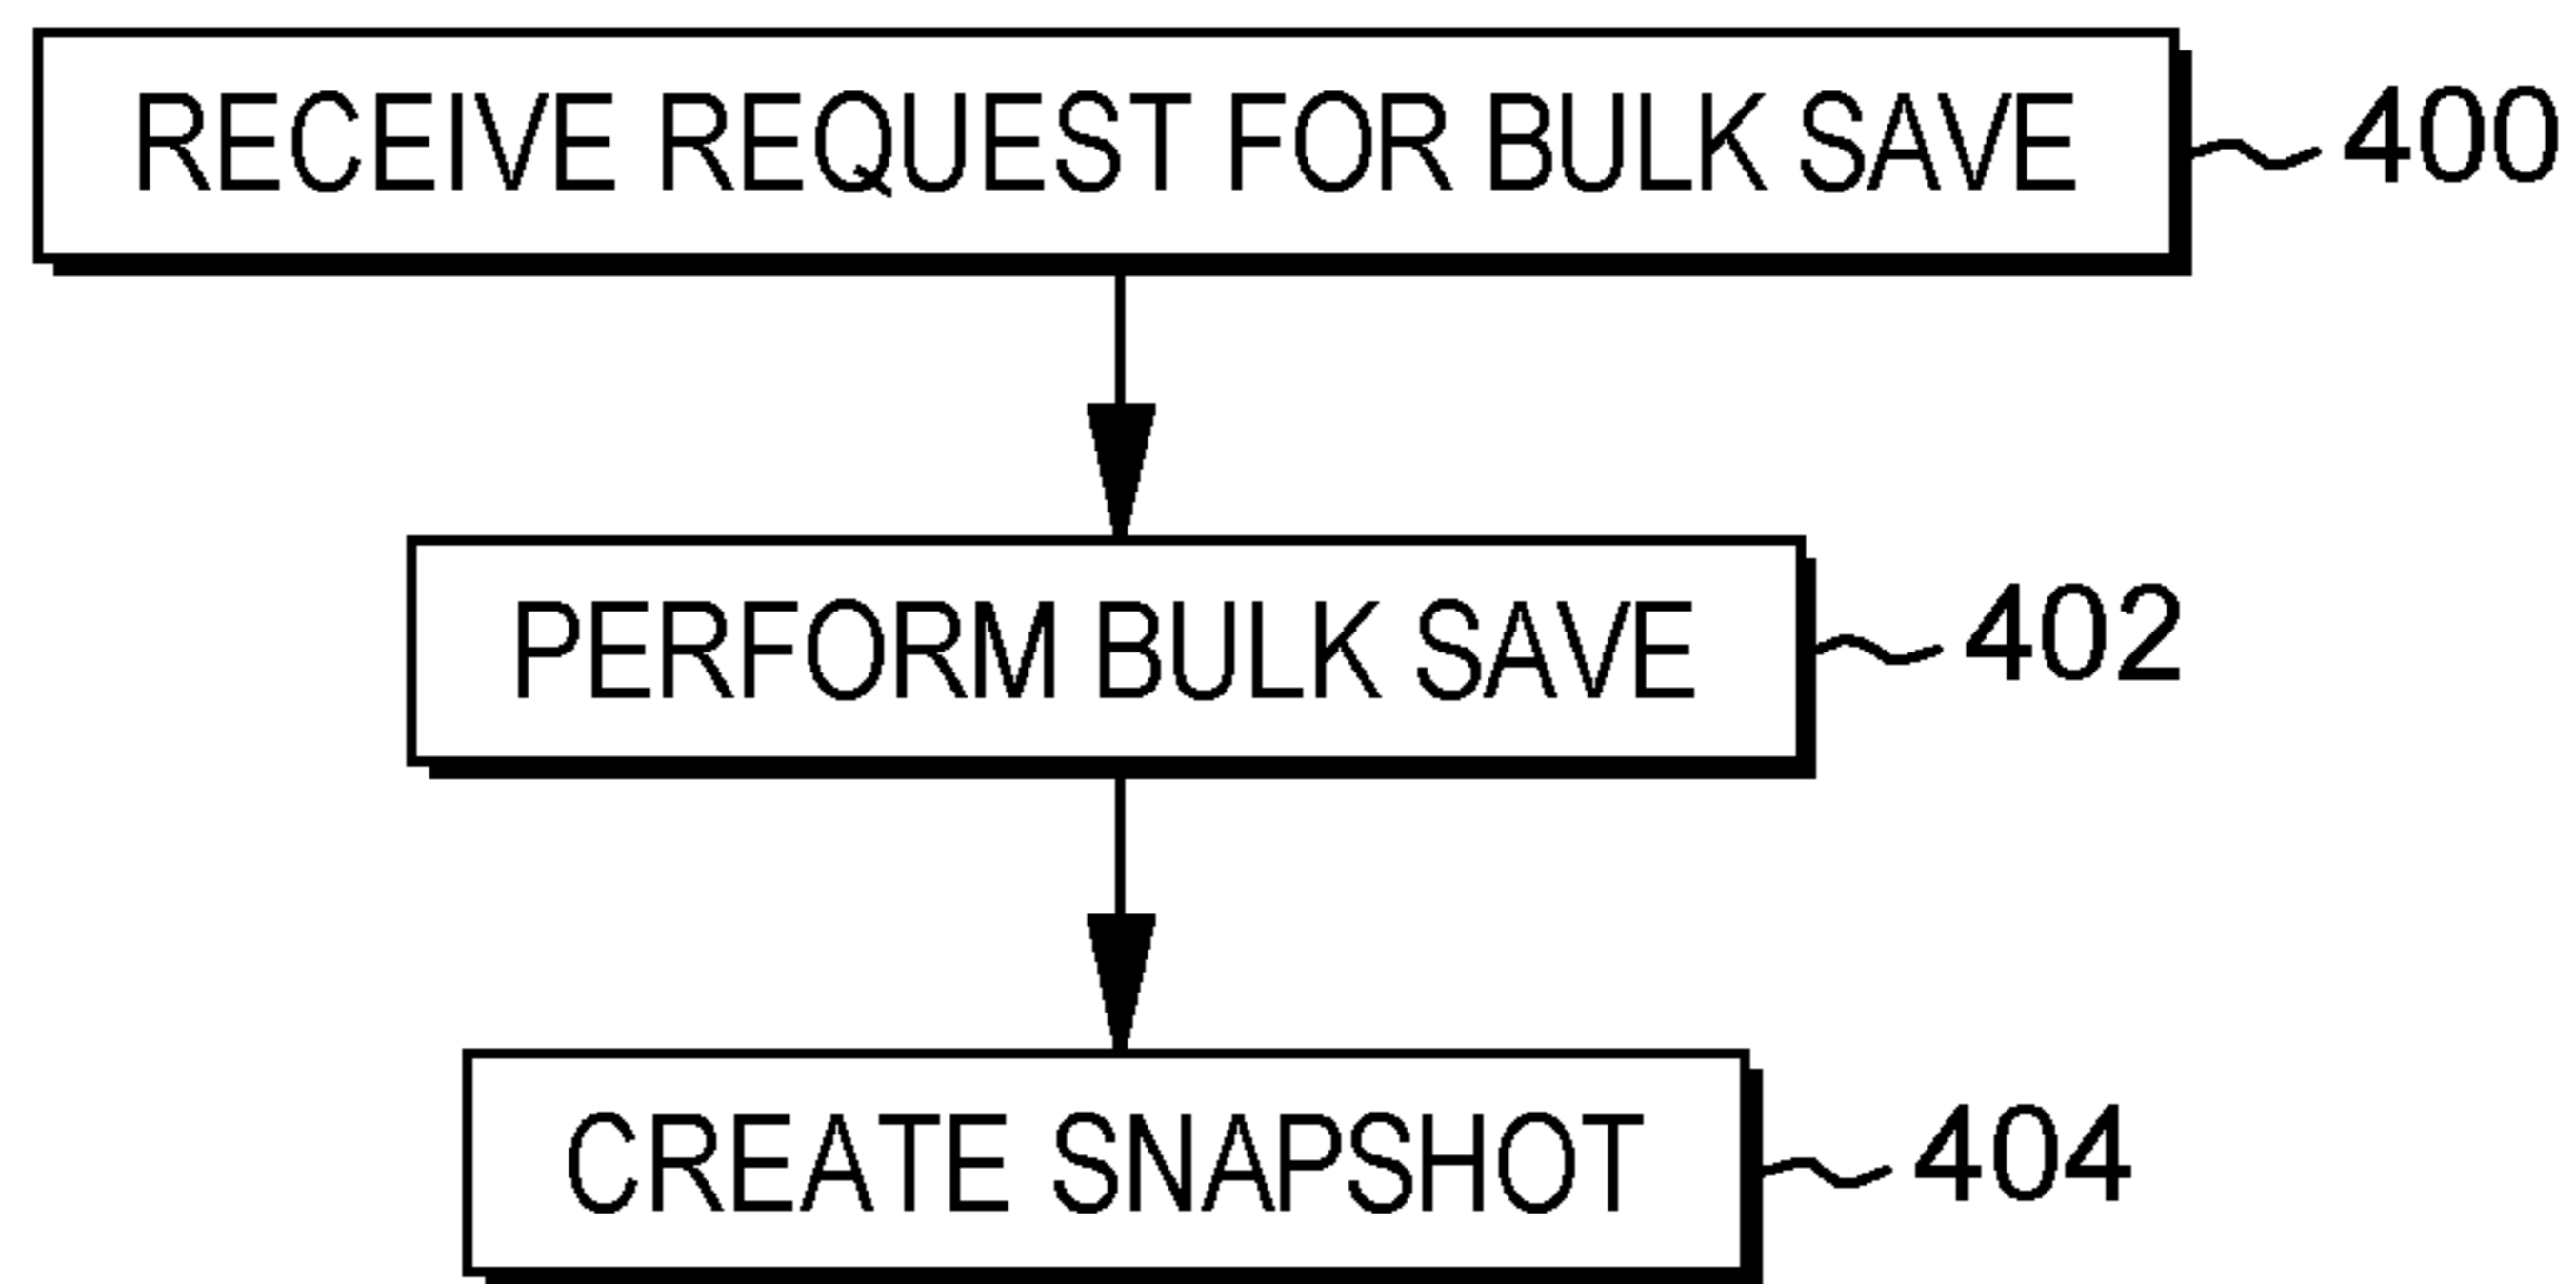 RECEIVE REQUEST FOR BULK SAVE 400
PERFORM BULK SAVE 402
CREATE SNAPSHOT 404